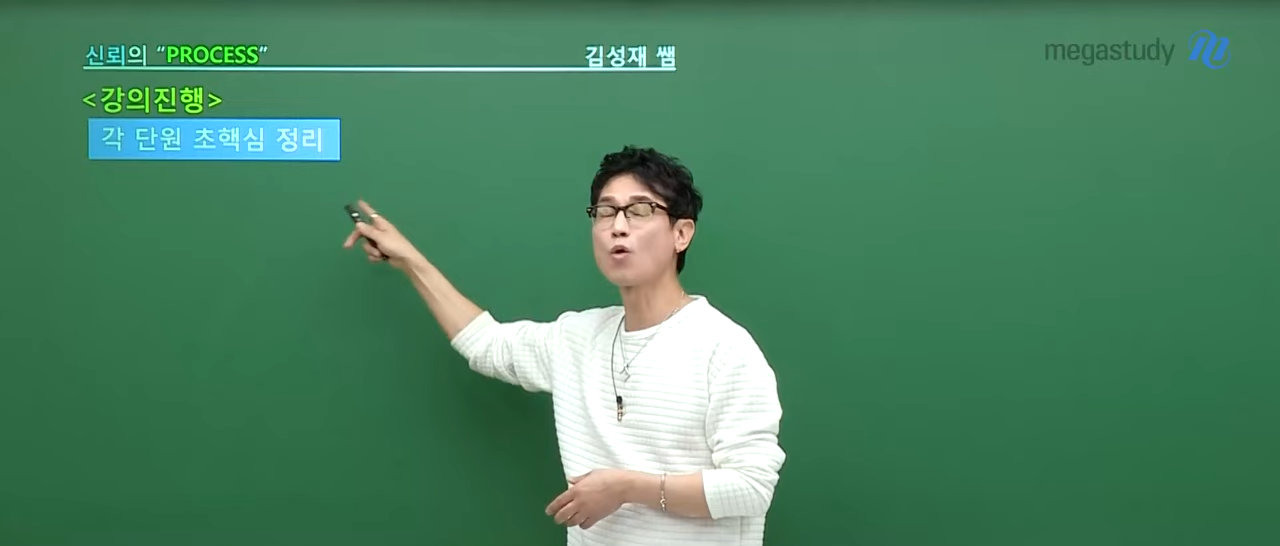 신뢰의 “PROCESS” 김성재 쌤
megastudy
<강의진행>
각 단원 초핵심 정리